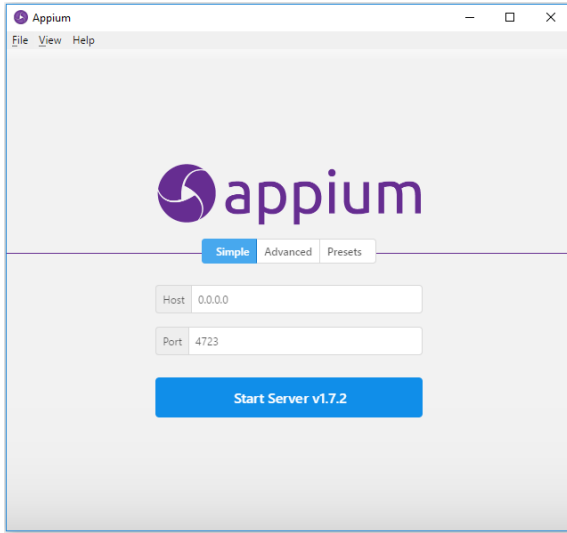 Appium
File View Help
appium
Simple Advanced Presets
Host 0.0.0.0
Port 4723
Start Server v1.7.2